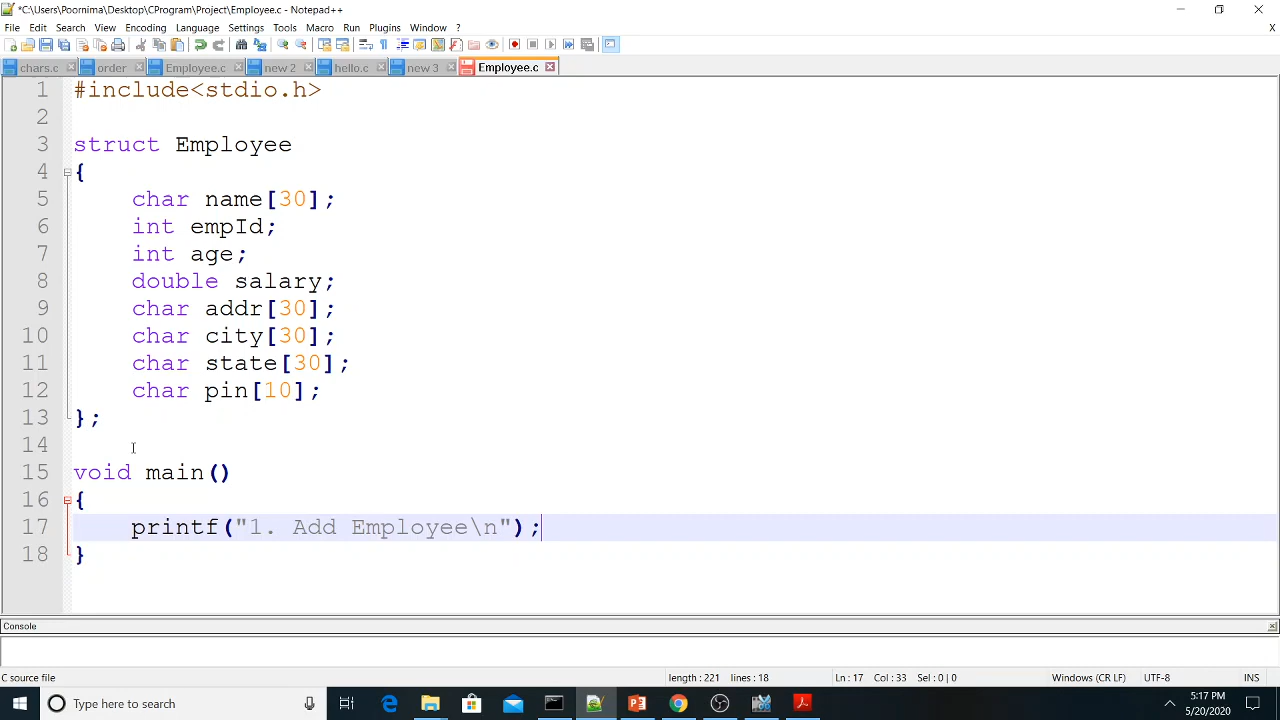 *C:\Users\Poornima\Desktop\CProgram\Project\Employee.c - Notepad++
File Edit Search View Encoding Language Settings Tools Macro Run Plugins Window ?
X
chars.c order Employee.c new 2 hello.c new 3 Employee.c
1 #include<stdio.h>
2
3 struct Employee
4 {
5 char name[30];
6 int empId;
7 int age;
8 double salary;
9 char addr[30];
10 char city[30];
11 char state[30];
12 char pin[10];
13 };
14
15 void main()
16 {
17 printf("1. Add Employee\n");
18 }
Console
C source file length : 221 lines : 18 Ln : 17 Col : 33 Sel : 0 | 0 Windows (CR LF) UTF-8 INS
Type here to search
5:17 PM
5/20/2020